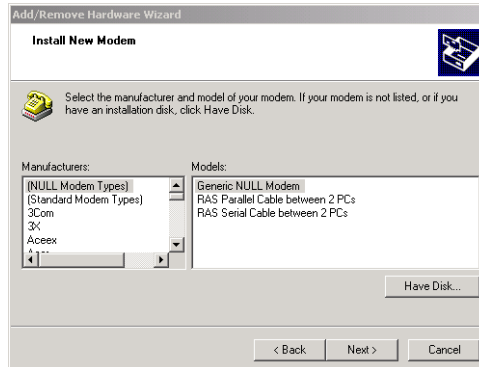 Add/Remove Hardware Wizard
Install New Modem
Select the manufacturer and model of your modem. If your modem is not listed, or if you
have an installation disk, click Have Disk.
Manufacturers:
(NULL Modem Types)
(Standard Modem Types)
3Com
3X
Aceex
Models:
Generic NULL Modem
RAS Parallel Cable between 2 PCs
RAS Serial Cable between 2 PCs
Have Disk...
< Back
Next >
Cancel